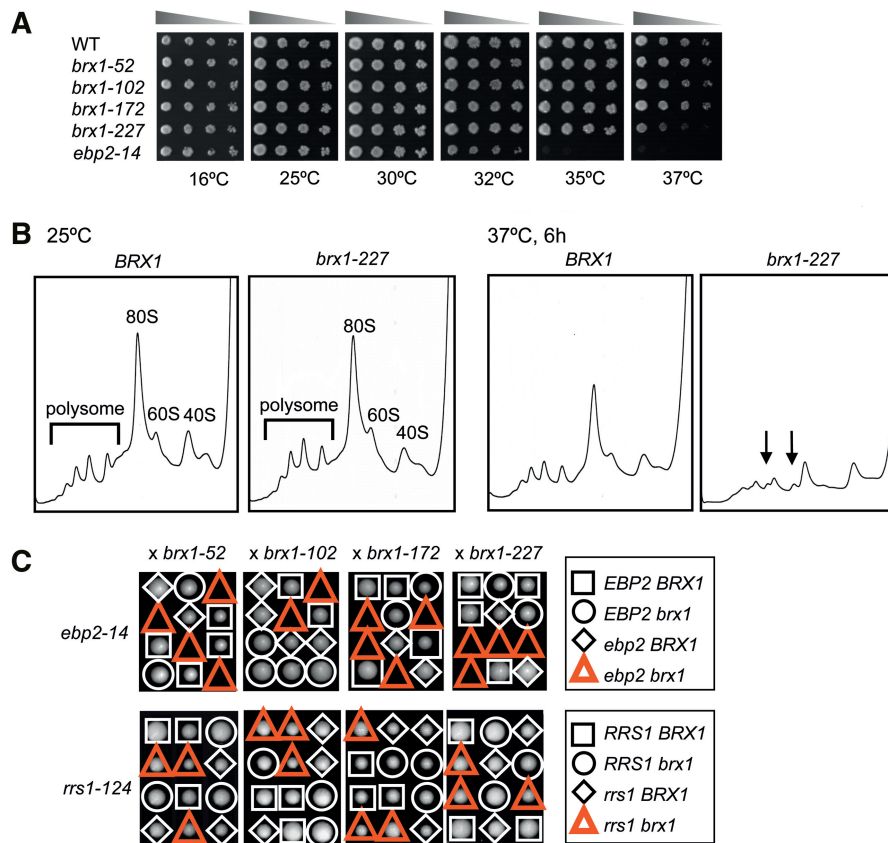 A
WT
brx1-52
brx1-102
brx1-172
brx1-227
ebp2-14
16ºC 25ºC 30ºC 32ºC 35ºC 37ºC
B 25ºC 37ºC, 6h
BRX1 brx1-227 BRX1 brx1-227
80S 80S
polysome 60S 40S polysome 60S 40S
C x brx1-52 x brx1-102 x brx1-172 x brx1-227
ebp2-14
EBP2 BRX1
EBP2 brx1
ebp2 BRX1
ebp2 brx1
rrs1-124
RRS1 BRX1
RRS1 brx1
rrs1 BRX1
rrs1 brx1